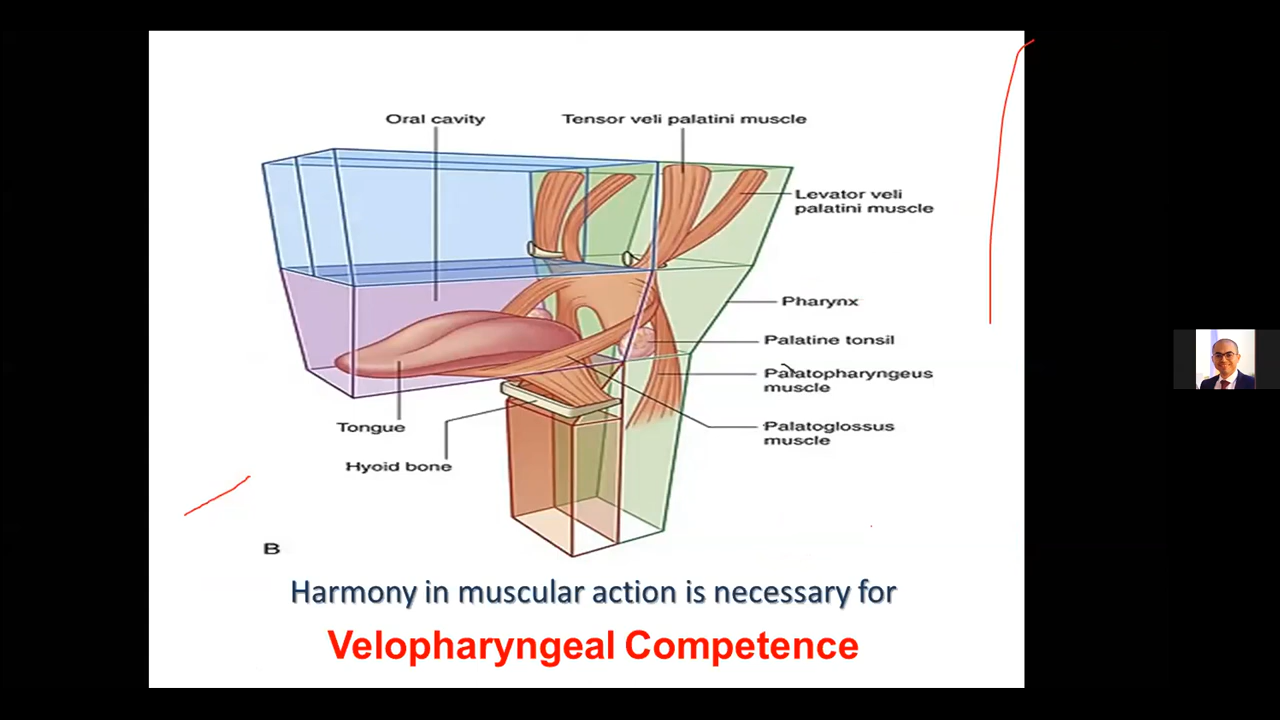 Oral cavity
Tensor veli palatini muscle
Levator veli
palatini muscle
Pharynx
Palatine tonsil
Palatopharyngeus
muscle
Palatoglossus
muscle
Tongue
Hyoid bone
B
Harmony in muscular action is necessary for
Velopharyngeal Competence